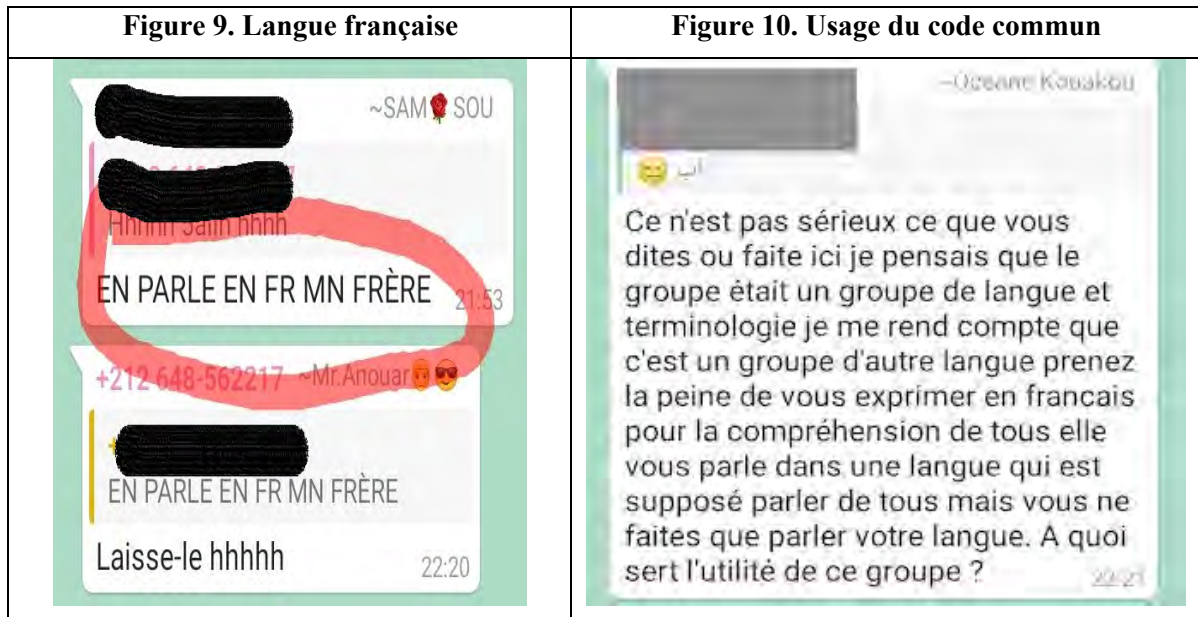 Figure 9. Langue française
Figure 10. Usage du code commun
~SAM🌹 SOU
Hhhhh hhhh
EN PARLE EN FR MN FRÈRE 21:53
+212 648-562217 ~Mr.Anouar
EN PARLE EN FR MN FRÈRE
Laisse-le hhhhh 22:20
~Oceane Kouakou
😑 اب
Ce n'est pas sérieux ce que vous
dites ou faite ici je pensais que le
groupe était un groupe de langue et
terminologie je me rend compte que
c'est un groupe d'autre langue prenez
la peine de vous exprimer en francais
pour la compréhension de tous elle
vous parle dans une langue qui est
supposé parler de tous mais vous ne
faites que parler votre langue. A quoi
sert l'utilité de ce groupe ?